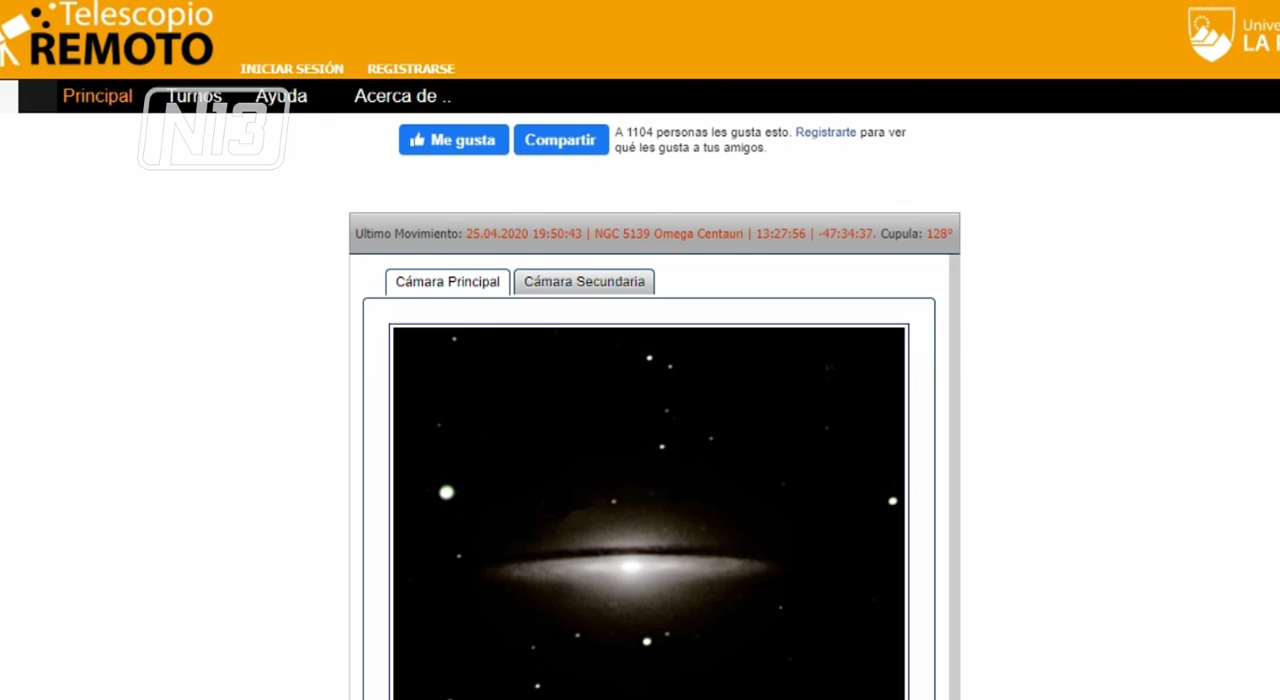 Telescopio
REMOTO
INICIAR SESIÓN REGISTRARSE
LA
Principal Turnos Ayuda Acerca de ..
N13
Me gusta Compartir A 1104 personas les gusta esto. Registrarte para ver
qué les gusta a tus amigos.
Ultimo Movimiento: 25.04.2020 19:50:43 | NGC 5139 Omega Centauri | 13:27:56 | -47:34:37. Cupula: 128°
Cámara Principal Cámara Secundaria